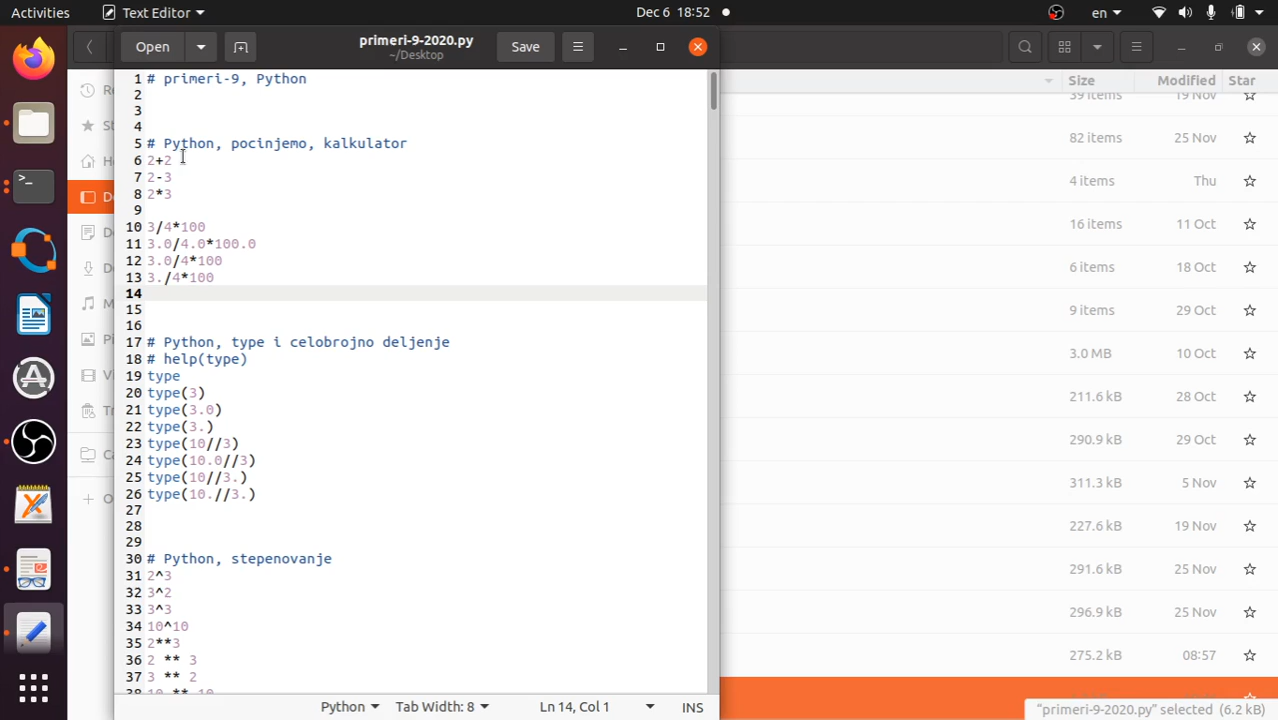 Activities
Text Editor
Dec 6 18:52
en
Open
primeri-9-2020.py
~/Desktop
Save
1 # primeri-9, Python
2
3
4
5 # Python, pocinjemo, kalkulator
6 2+2
7 2-3
8 2*3
9
10 3/4*100
11 3.0/4.0*100.0
12 3.0/4*100
13 3./4*100
14
15
16
17 # Python, type i celobrojno deljenje
18 # help(type)
19 type
20 type(3)
21 type(3.0)
22 type(3.)
23 type(10//3)
24 type(10.0//3)
25 type(10//3.)
26 type(10.//3.)
27
28
29
30 # Python, stepenovanje
31 2^3
32 3^2
33 3^3
34 10^10
35 2**3
36 2 ** 3
37 3 ** 2
38 10 ** 10
Python
Tab Width: 8
Ln 14, Col 1
INS
Size
Modified
Star
39 items
19 Nov
82 items
25 Nov
4 items
Thu
16 items
11 Oct
6 items
18 Oct
9 items
29 Oct
3.0 MB
10 Oct
211.6 kB
28 Oct
290.9 kB
29 Oct
311.3 kB
5 Nov
227.6 kB
19 Nov
291.6 kB
25 Nov
296.9 kB
25 Nov
275.2 kB
08:57
"primeri-9-2020.py" selected (6.2 kB)